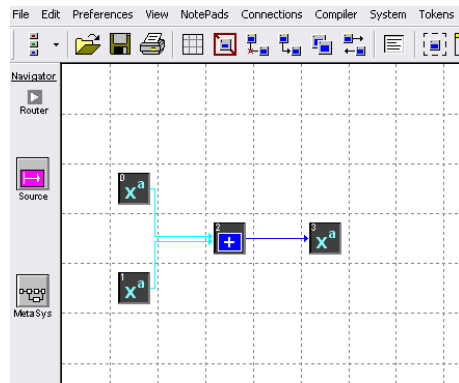 File Edit Preferences View NotePads Connections Compiler System Tokens
Navigator
Router
Source
MetaSys
0
X^a
2
+
3
X^a
1
X^a